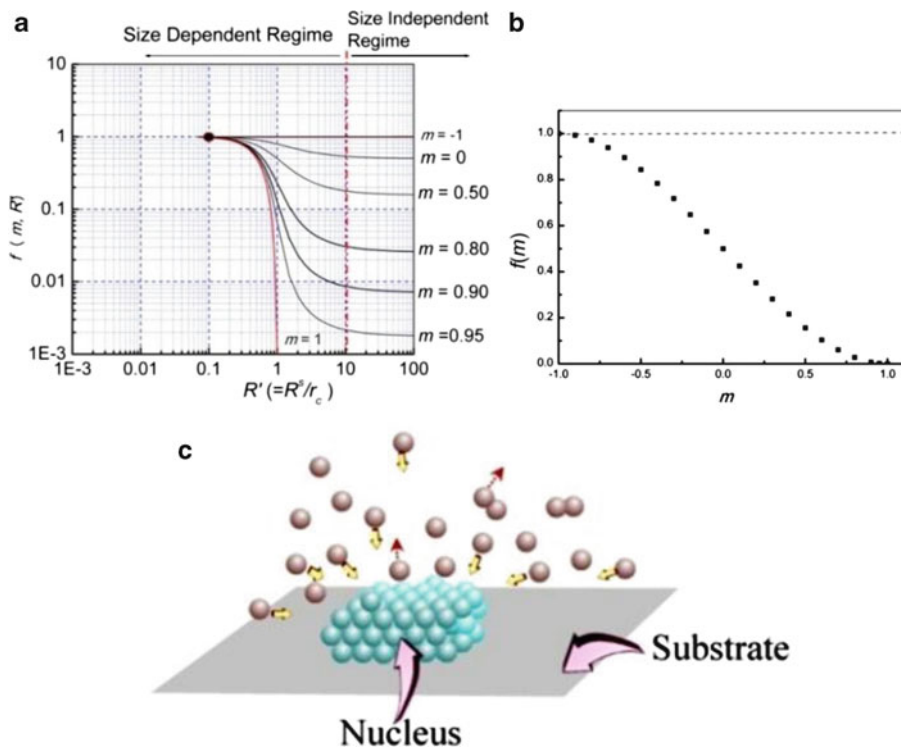 a
Size Dependent Regime
Size Independent
Regime
10
1
0.1
0.01
1E-3
f ( m, R')
m = -1
m = 0
m = 0.50
m = 0.80
m = 0.90
m =0.95
m = 1
1E-3 0.01 0.1 1 10 100
R' (=R^s/r_c)
b
1.0
0.8
0.6
0.4
0.2
0.0
f(m)
-1.0 -0.5 0.0 0.5 1.0
m
c
Substrate
Nucleus